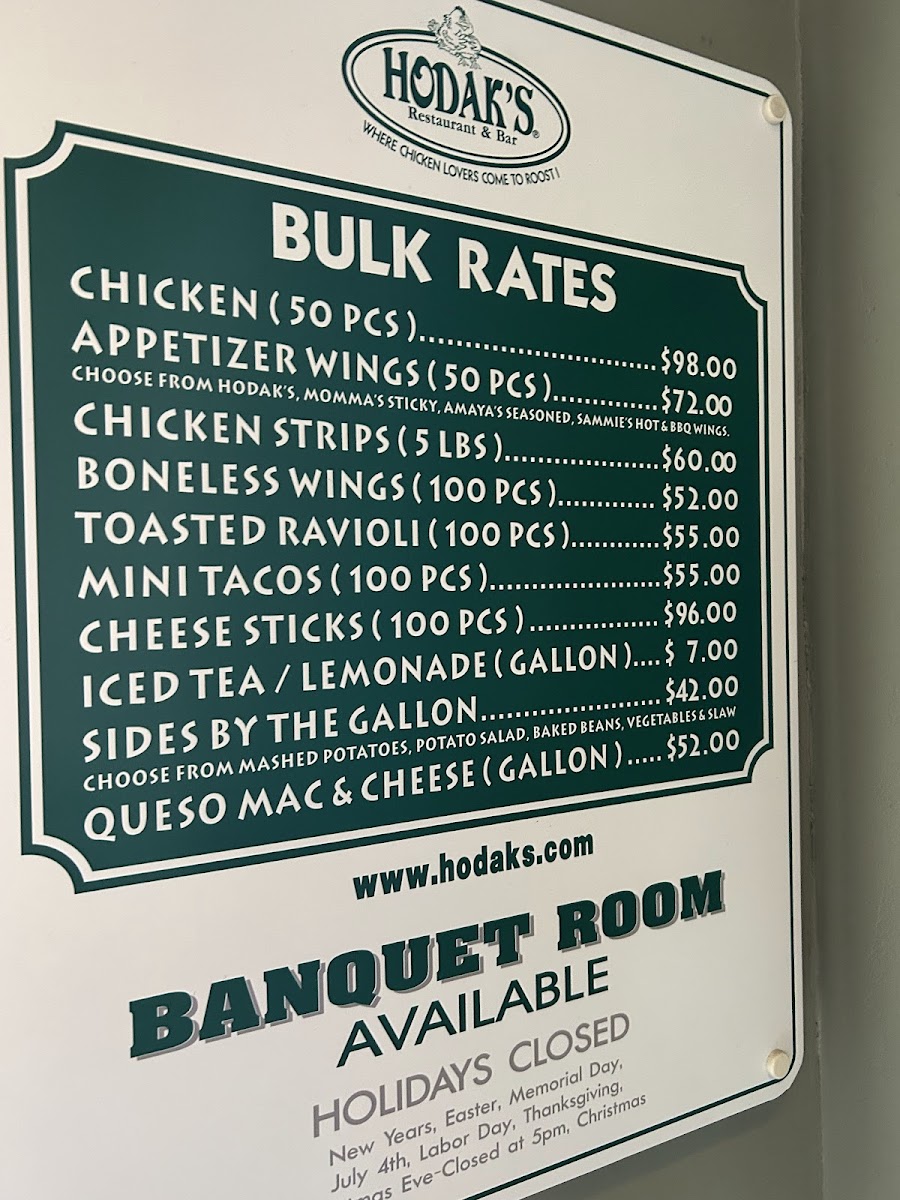 HODAK'S®
Restaurant & Bar
WHERE CHICKEN LOVERS COME TO ROOST!
BULK RATES
CHICKEN (50 PCS)...........................$98.00
APPETIZER WINGS (50 PCS).............$72.00
CHOOSE FROM HODAK'S, MOMMA'S STICKY, AMAYA'S SEASONED, SAMMIE'S HOT & BBQ WINGS.
CHICKEN STRIPS (5 LBS)...................$60.00
BONELESS WINGS (100 PCS)............ $52.00
TOASTED RAVIOLI (100 PCS)...........$55.00
MINI TACOS (100 PCS).....................$55.00
CHEESE STICKS (100 PCS)................$96.00
ICED TEA / LEMONADE (GALLON)....$ 7.00
SIDES BY THE GALLON......................$42.00
CHOOSE FROM MASHED POTATOES, POTATO SALAD, BAKED BEANS, VEGETABLES & SLAW
QUESO MAC & CHEESE (GALLON).....$52.00
www.hodaks.com
BANQUET ROOM
AVAILABLE
HOLIDAYS CLOSED
New Years, Easter, Memorial Day,
July 4th, Labor Day, Thanksgiving,
mas Eve-Closed at 5pm, Christmas